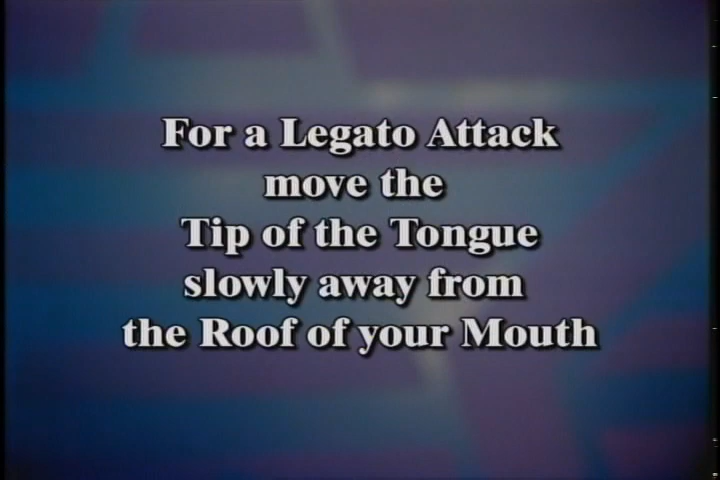 For a Legato Attack
move the
Tip of the Tongue
slowly away from
the Roof of your Mouth